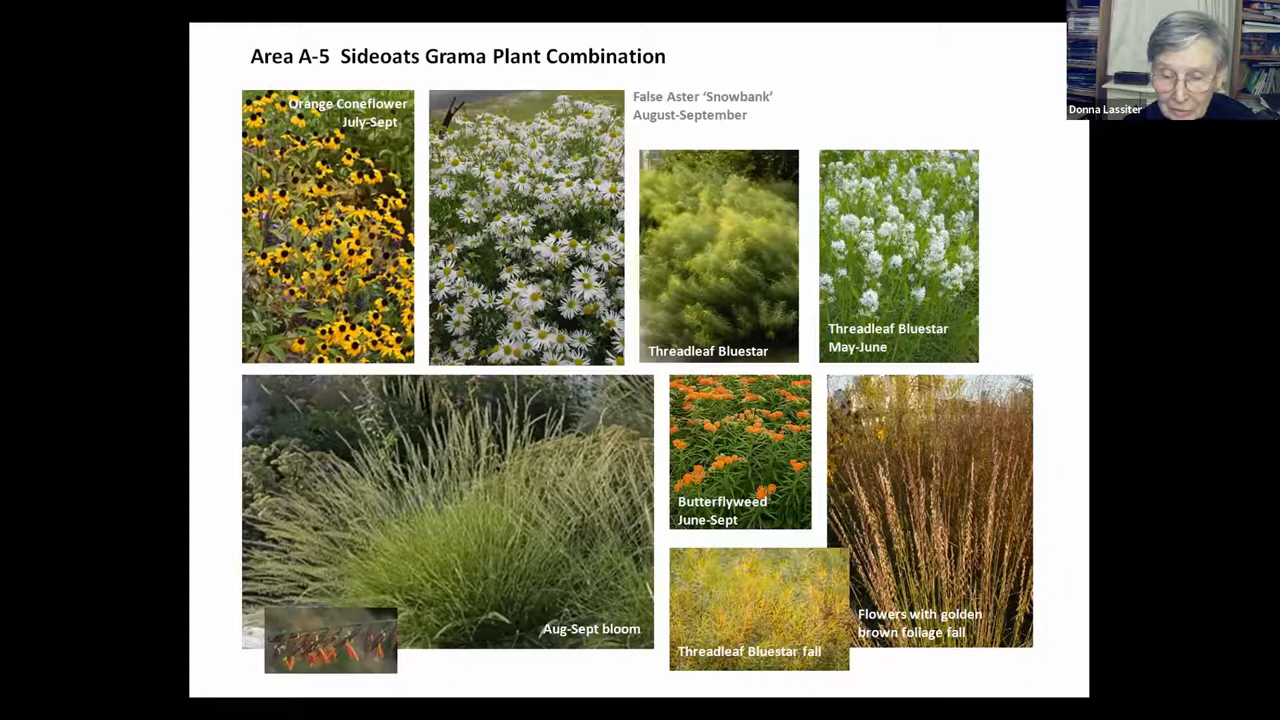 Area A-5  Sideoats Grama Plant Combination
Donna Lassiter
Orange Coneflower
July-Sept
False Aster ‘Snowbank’
August-September
Threadleaf Bluestar
Threadleaf Bluestar
May-June
Aug-Sept bloom
Butterflyweed
June-Sept
Threadleaf Bluestar fall
Flowers with golden
brown foliage fall